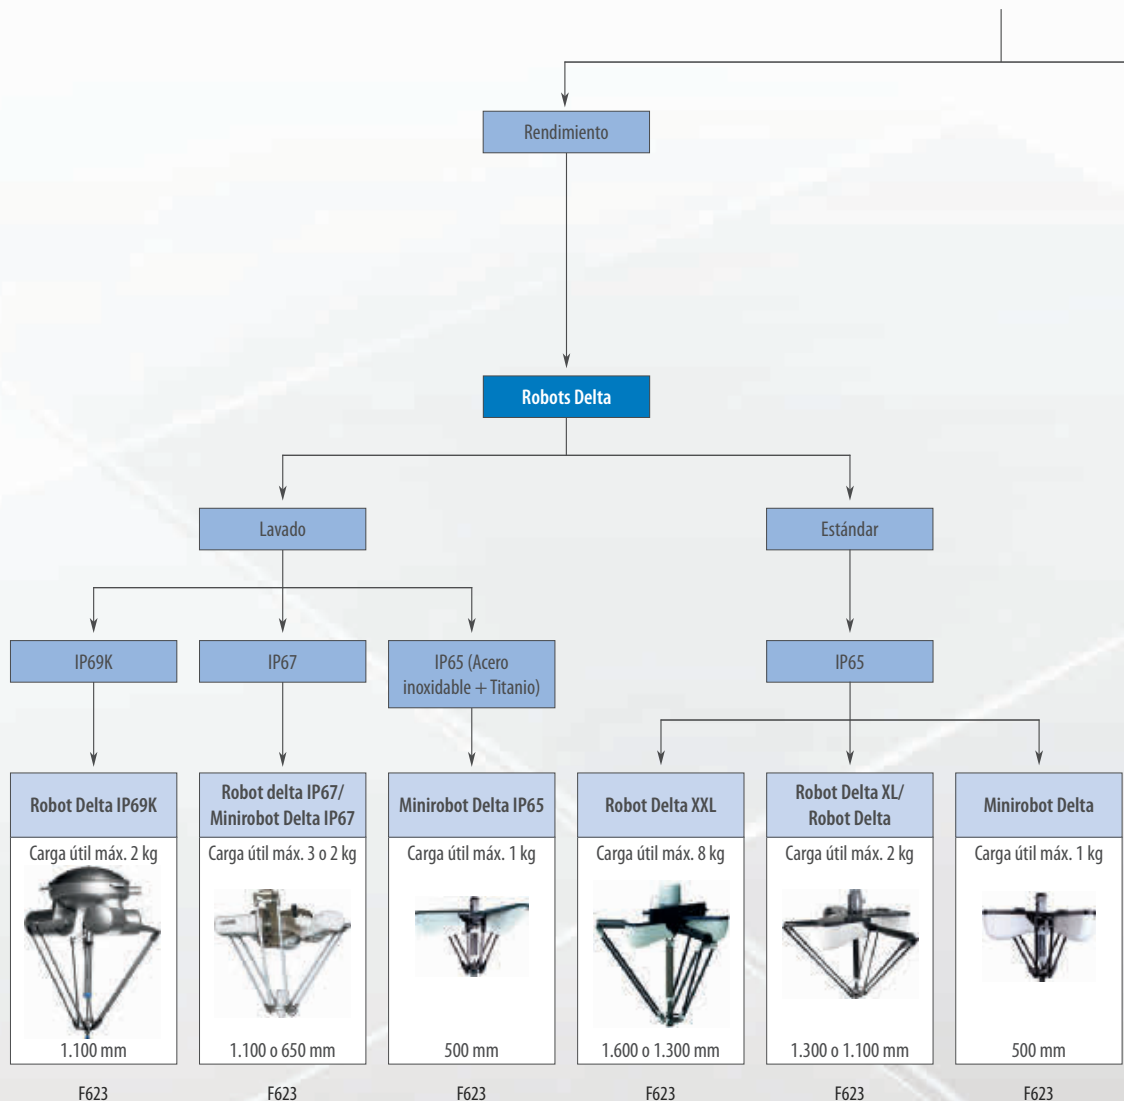 Rendimiento
Robots Delta
Lavado
Estándar
IP69K
IP67
IP65 (Acero
inoxidable + Titanio)
IP65
Robot Delta IP69K
Robot delta IP67/
Minirobot Delta IP67
Minirobot Delta IP65
Robot Delta XXL
Robot Delta XL/
Robot Delta
Minirobot Delta
Carga útil máx. 2 kg
Carga útil máx. 3 o 2 kg
Carga útil máx. 1 kg
Carga útil máx. 8 kg
Carga útil máx. 2 kg
Carga útil máx. 1 kg
1.100 mm
1.100 o 650 mm
500 mm
1.600 o 1.300 mm
1.300 o 1.100 mm
500 mm
F623
F623
F623
F623
F623
F623